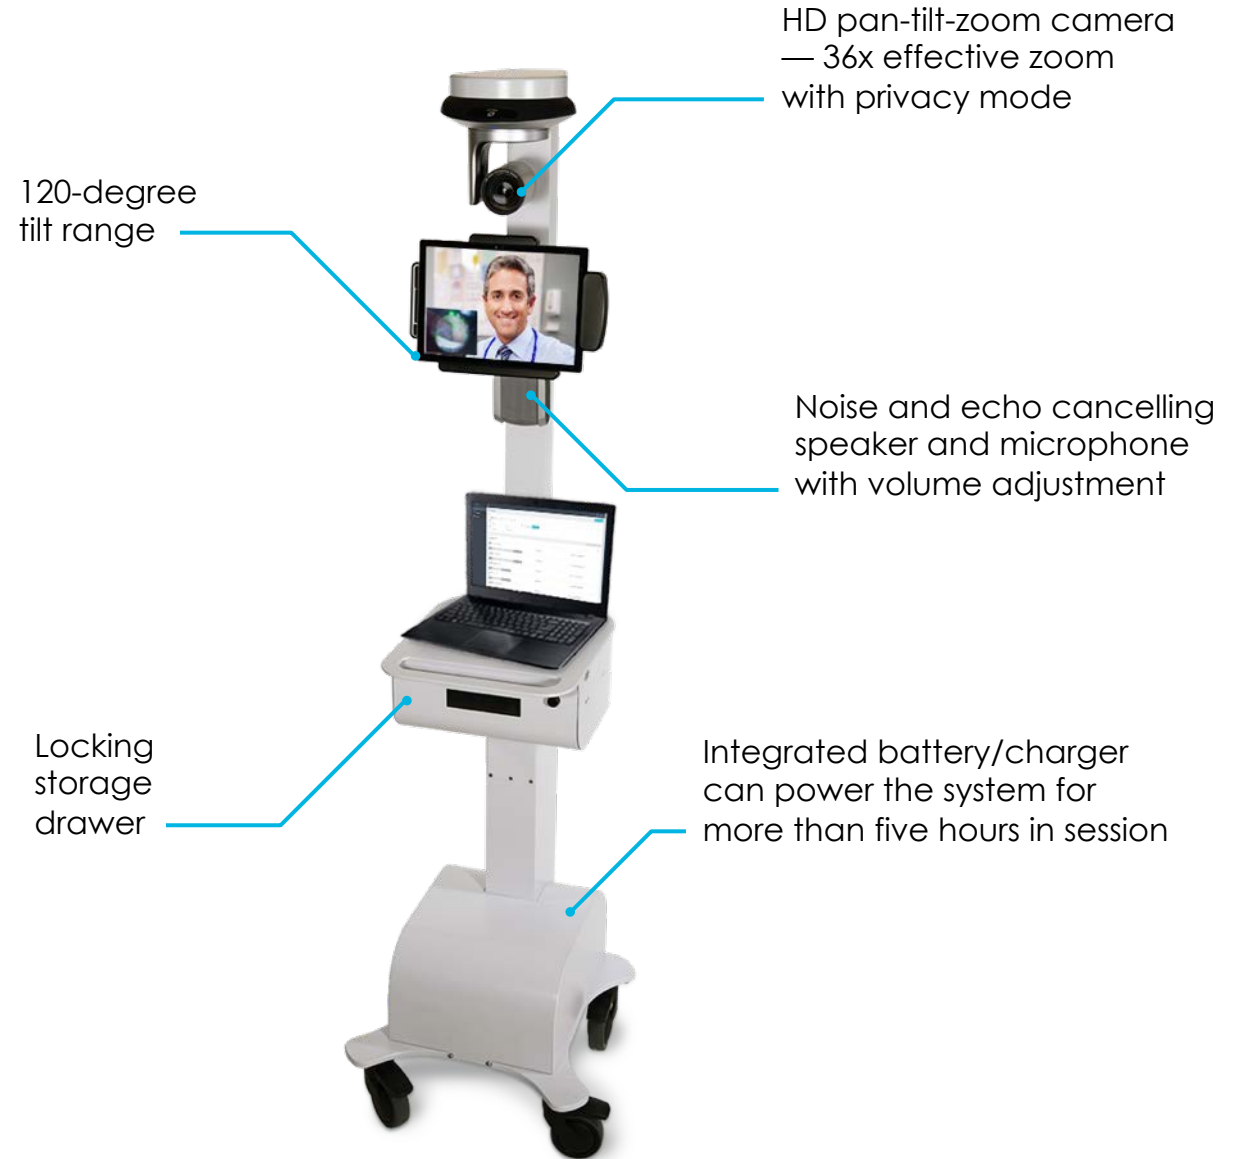 HD pan-tilt-zoom camera
— 36x effective zoom
with privacy mode
120-degree
tilt range
Noise and echo cancelling
speaker and microphone
with volume adjustment
Locking
storage
drawer
Integrated battery/charger
can power the system for
more than five hours in session